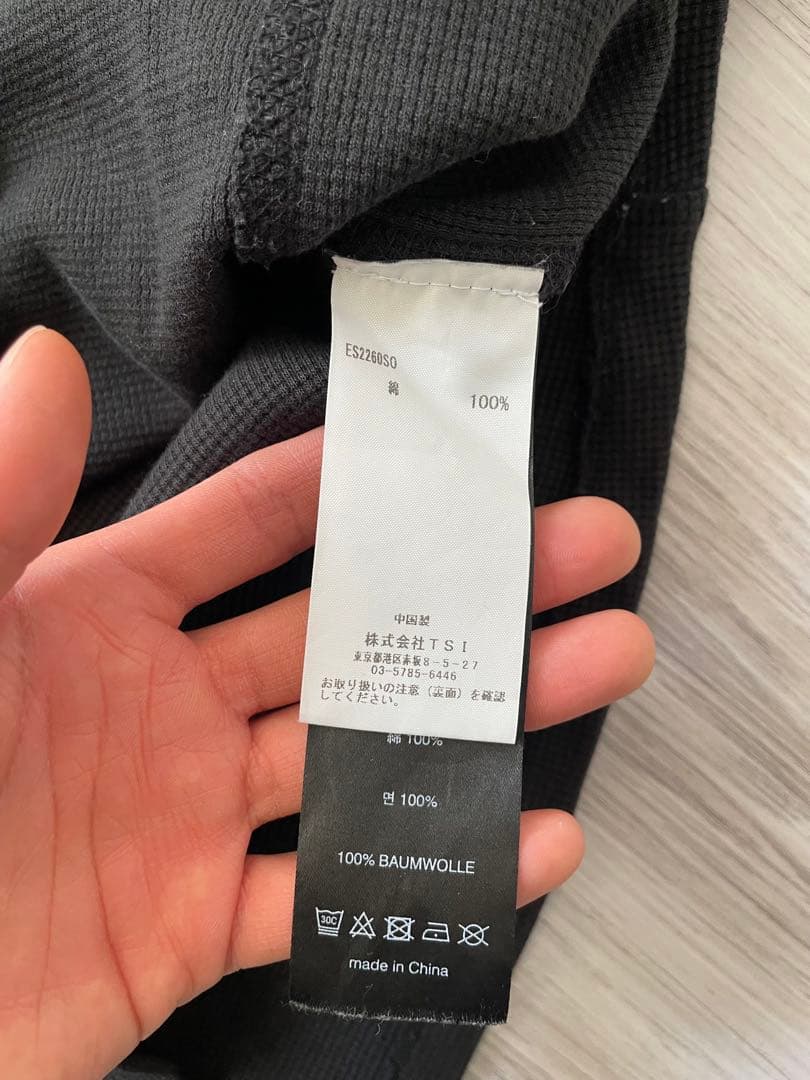 ES2260SO
綿 100%
中国製
株式会社TSI
東京都港区赤坂8-5-27
03-5785-6446
お取り扱いの注意(裏面)を確認
してください。
綿 100%
면 100%
100% BAUMWOLLE
30C
made in China